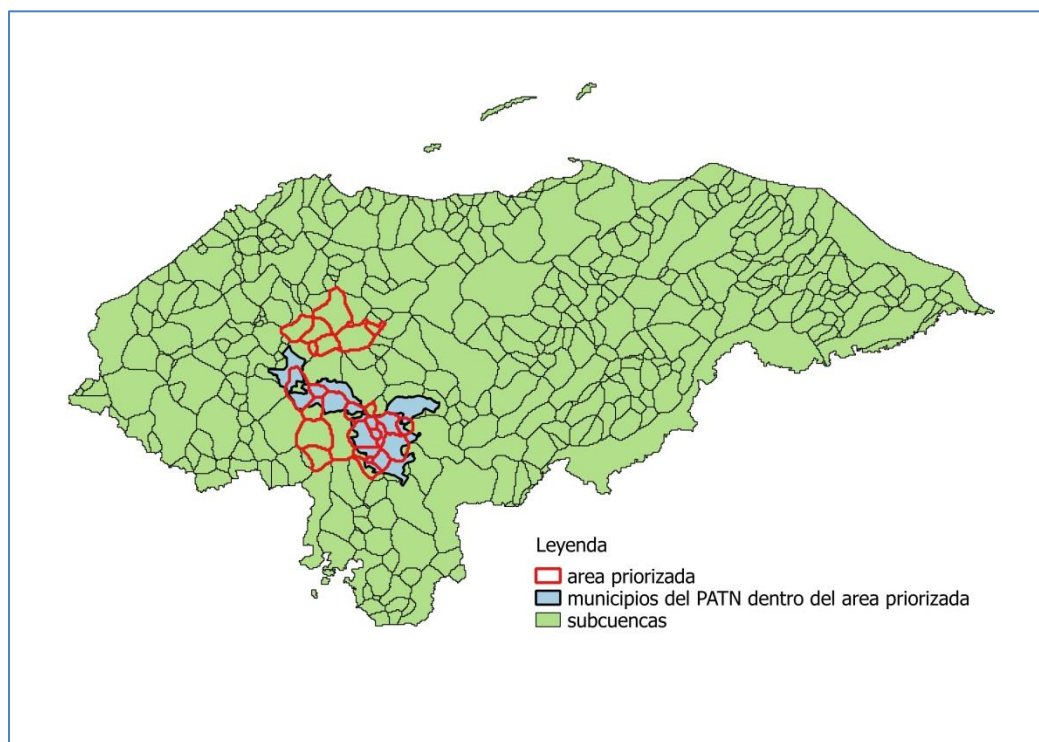 Leyenda
area priorizada
municipios del PATN dentro del area priorizada
subcuencas